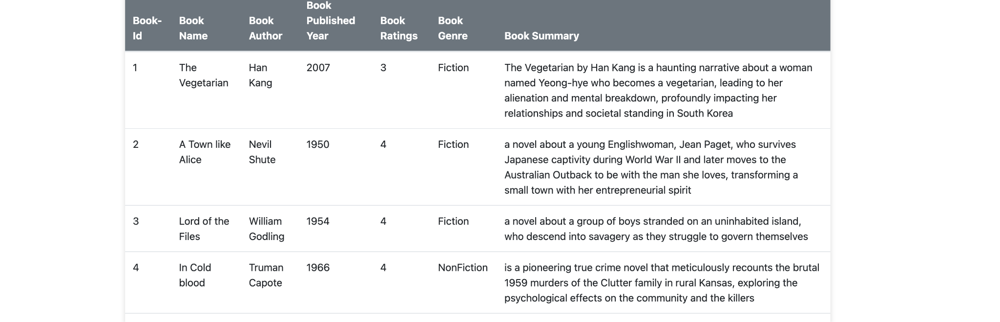 Book-Id
Book Name
Book Author
Book Published Year
Book Ratings
Book Genre
Book Summary
1
The
Vegetarian
Han
Kang
2007
3
Fiction
The Vegetarian by Han Kang is a haunting narrative about a woman
named Yeong-hye who becomes a vegetarian, leading to her
alienation and mental breakdown, profoundly impacting her
relationships and societal standing in South Korea
2
A Town like
Alice
Nevil
Shute
1950
4
Fiction
a novel about a young Englishwoman, Jean Paget, who survives
Japanese captivity during World War II and later moves to the
Australian Outback to be with the man she loves, transforming a
small town with her entrepreneurial spirit
3
Lord of the
Files
William
Godling
1954
4
Fiction
a novel about a group of boys stranded on an uninhabited island,
who descend into savagery as they struggle to govern themselves
4
In Cold
blood
Truman
Capote
1966
4
NonFiction
is a pioneering true crime novel that meticulously recounts the brutal
1959 murders of the Clutter family in rural Kansas, exploring the
psychological effects on the community and the killers